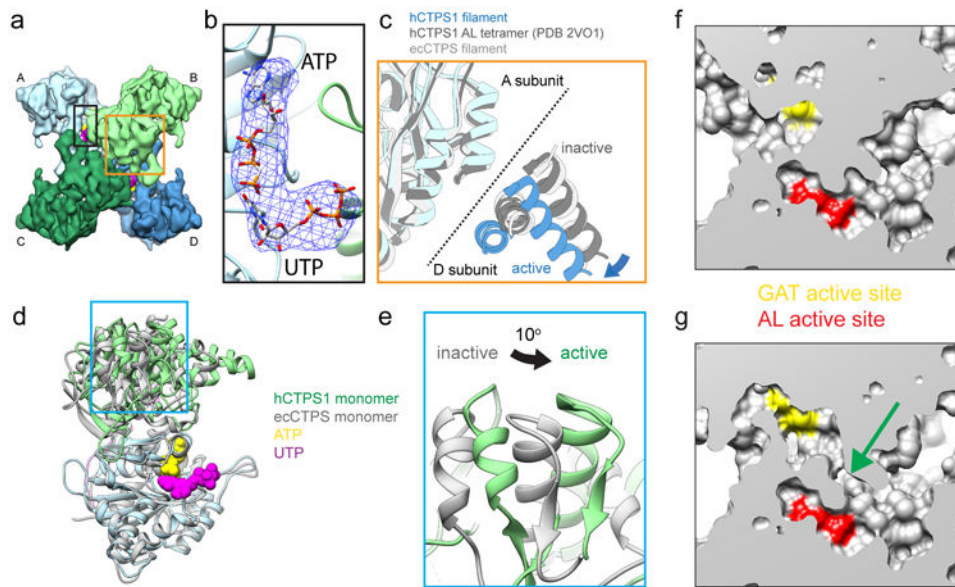 a
A
B
C
D
b
ATP
UTP
c
hCTPS1 filament
hCTPS1 AL tetramer (PDB 2VO1)
ecCTPS filament
A subunit
inactive
D subunit
active
d
hCTPS1 monomer
ecCTPS monomer
ATP
UTP
e
10º
inactive
active
f
GAT active site
AL active site
g